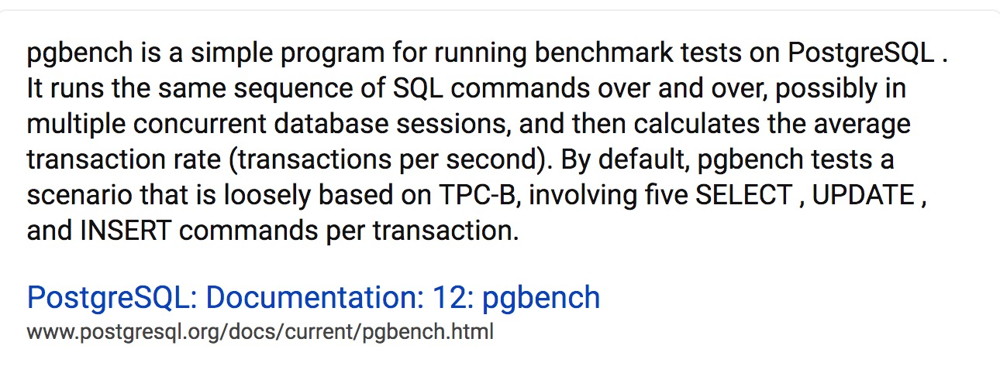 pgbench is a simple program for running benchmark tests on PostgreSQL .
It runs the same sequence of SQL commands over and over, possibly in
multiple concurrent database sessions, and then calculates the average
transaction rate (transactions per second). By default, pgbench tests a
scenario that is loosely based on TPC-B, involving five SELECT , UPDATE ,
and INSERT commands per transaction.
PostgreSQL: Documentation: 12: pgbench
www.postgresql.org/docs/current/pgbench.html